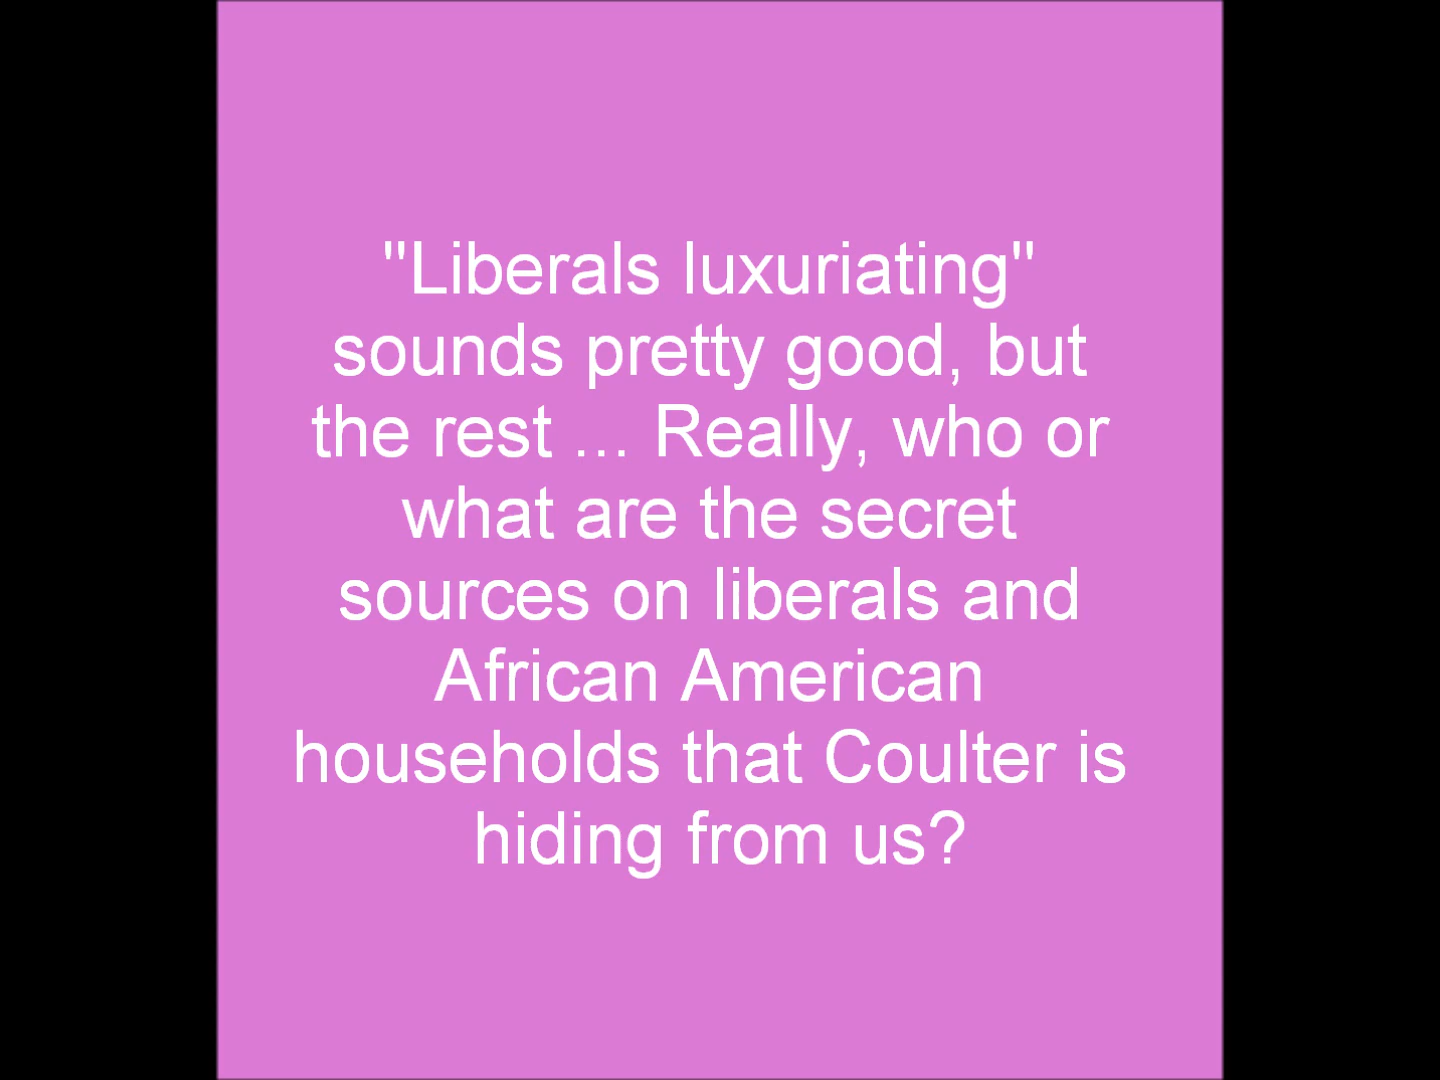 "Liberals luxuriating"
sounds pretty good, but
the rest ... Really, who or
what are the secret
sources on liberals and
African American
households that Coulter is
hiding from us?